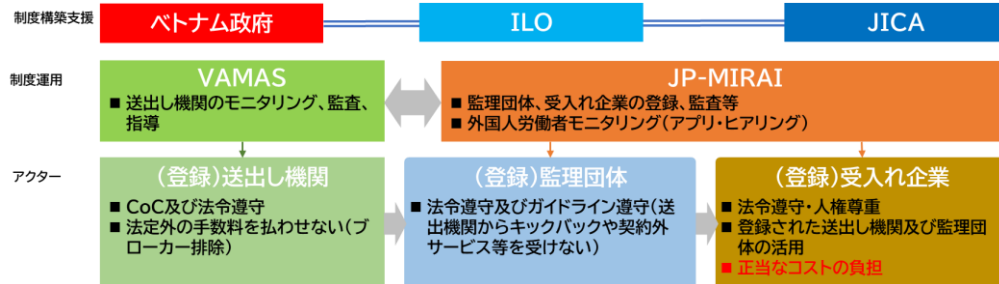 制度構築支援
ベトナム政府
ILO
JICA
制度運用
VAMAS
■ 送出し機関のモニタリング、監査、
指導
JP-MIRAI
■ 監理団体、受入れ企業の登録、監査等
■ 外国人労働者モニタリング(アプリ・ヒアリング)
アクター
(登録)送出し機関
■ CoC及び法令遵守
■ 法定外の手数料を払わせない(ブ
ローカー排除)
(登録)監理団体
■ 法令遵守及びガイドライン遵守(送
出機関からキックバックや契約外
サービス等を受けない)
(登録)受入れ企業
■ 法令遵守・人権尊重
■ 登録された送出し機関及び監理団
体の活用
■ 正当なコストの負担